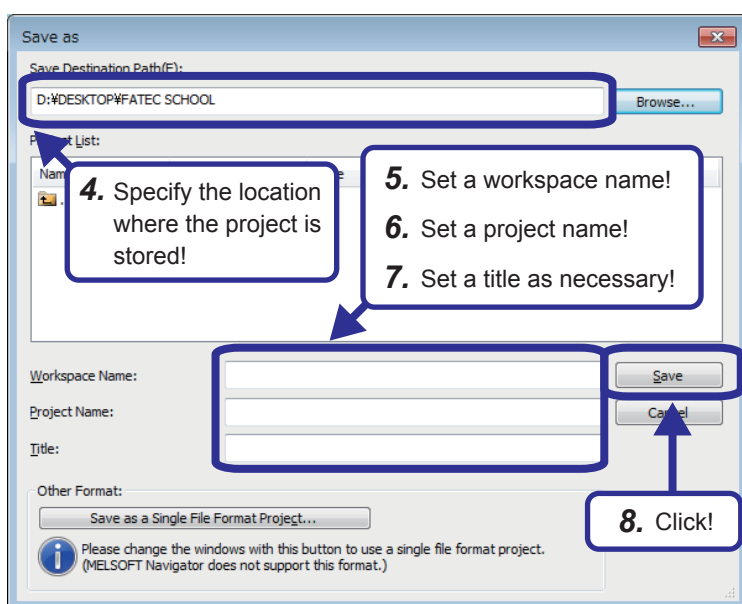 Save as
Save Destination Path(F):
D:¥DESKTOP¥FATEC SCHOOL
Browse...
List:
4. Specify the location
where the project is
stored!
5. Set a workspace name!
6. Set a project name!
7. Set a title as necessary!
Workspace Name:
Save
Project Name:
Title:
Other Format:
Save as a Single File Format Project...
8. Click!
Please change the windows with this button to use a single file format project.
(MELSOFT Navigator does not support this format.)